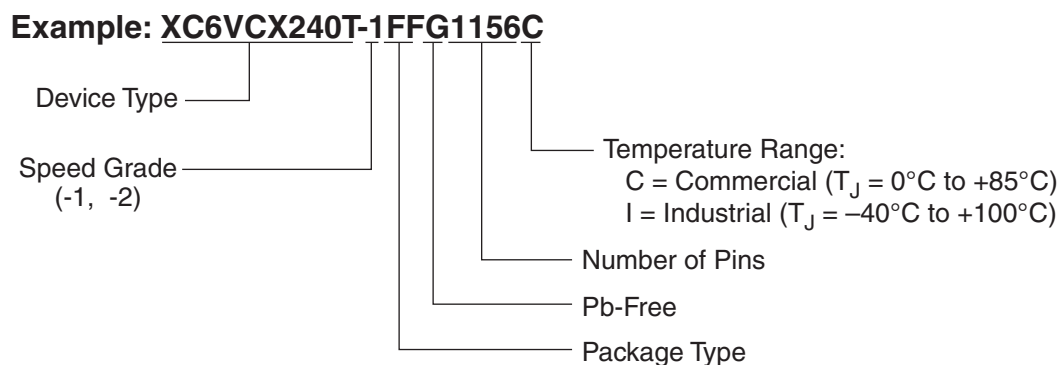 Example: XC6VCX240T-1FFG1156C
Device Type
Speed Grade
(-1, -2)
Temperature Range:
C = Commercial (TJ = 0°C to +85°C)
I = Industrial (TJ = –40°C to +100°C)
Number of Pins
Pb-Free
Package Type